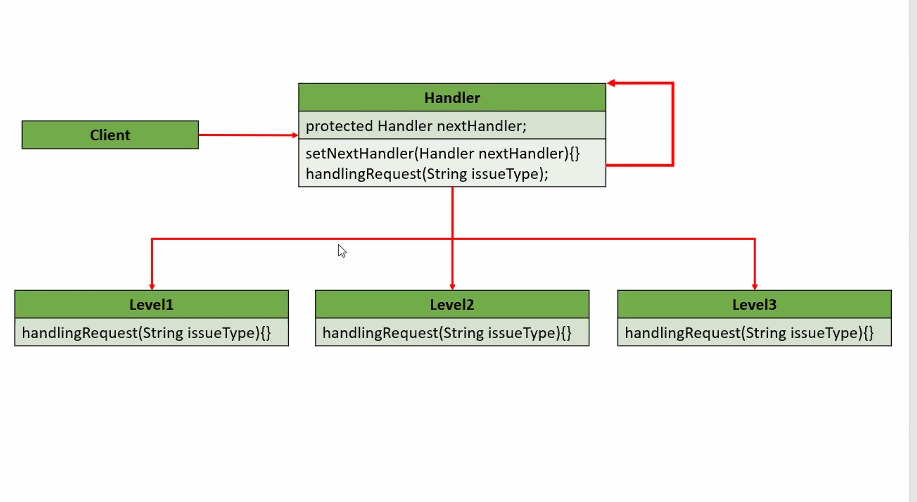 Handler
protected Handler nextHandler;
Client
setNextHandler(Handler nextHandler){}
handlingRequest(String issueType);
Level1
handlingRequest(String issueType){}
Level2
handlingRequest(String issueType){}
Level3
handlingRequest(String issueType){}